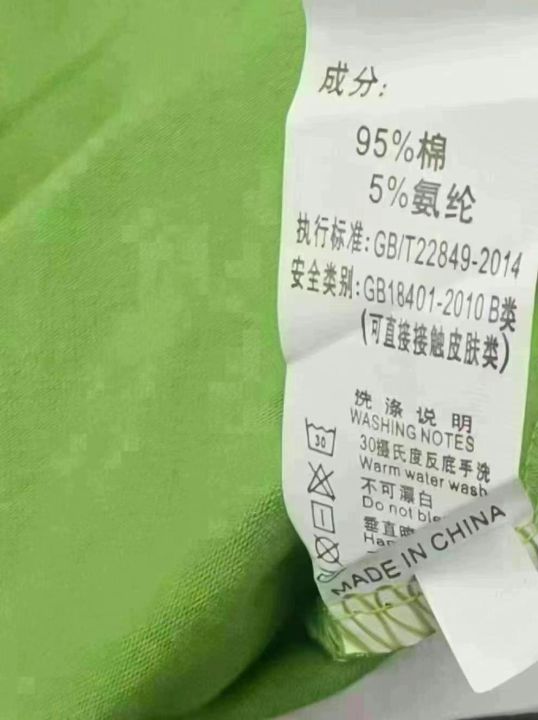 成分:
95%棉
5%氨纶
执行标准:GB/T22849-2014
安全类别:GB18401-2010 B类
(可直接接触皮肤类)
洗涤说明
WASHING NOTES
30
30摄氏度反底手洗
Warm water wash
不可漂白
Do not ble
垂直
MADE IN CHINA